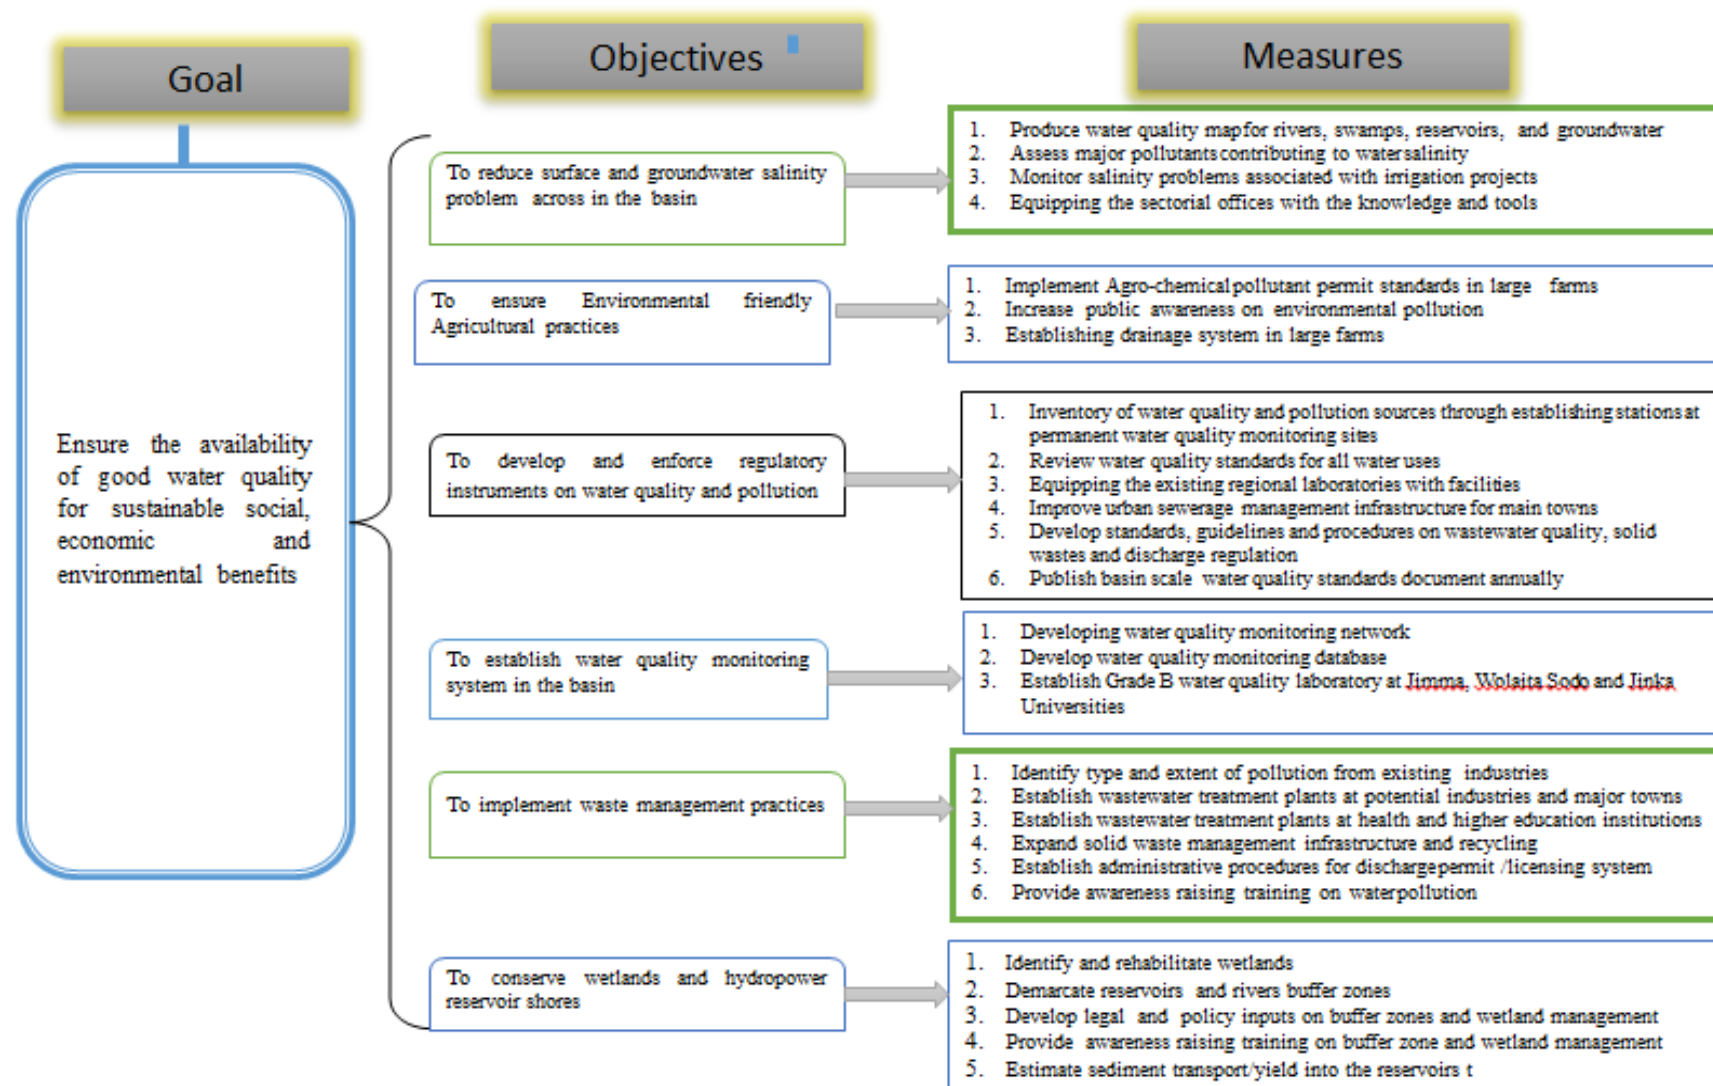 Goal
Objectives
Measures
Ensure the availability
of good water quality
for sustainable social,
economic and
environmental benefits
To reduce surface and groundwater salinity
problem across in the basin
1. Produce water quality mapfor rivers, swamps, reservoirs, and groundwater
2. Assess major pollutants contributing to water salinity
3. Monitor salinity problems associated with irrigation projects
4. Equipping the sectorial offices with the knowledge and tools
To ensure Environmental friendly
Agricultural practices
1. Implement Agro-chemical pollutant permit standards in large farms
2. Increase public awareness on environmental pollution
3. Establishing drainage system in large farms
To develop and enforce regulatory
instruments on water quality and pollution
1. Inventory of water quality and pollution sources through establishing stations at
permanent water quality monitoring sites
2. Review water quality standards for all water uses
3. Equipping the existing regional laboratories with facilities
4. Improve urban sewerage management infrastructure for main towns
5. Develop standards, guidelines and procedures on wastewater quality, solid
wastes and discharge regulation
6. Publish basin scale water quality standards document annually
To establish water quality monitoring
system in the basin
1. Developing water quality monitoring network
2. Develop water quality monitoring database
3. Establish Grade B water quality laboratory at Jimma, Wolaita Sodo and Jinka
Universities
To implement waste management practices
1. Identify type and extent of pollution from existing industries
2. Establish wastewater treatment plants at potential industries and major towns
3. Establish wastewater treatment plants at health and higher education institutions
4. Expand solid waste management infrastructure and recycling
5. Establish administrative procedures for discharge permit /licensing system
6. Provide awareness raising training on water pollution
To conserve wetlands and hydropower
reservoir shores
1. Identify and rehabilitate wetlands
2. Demarcate reservoirs and rivers buffer zones
3. Develop legal and policy inputs on buffer zones and wetland management
4. Provide awareness raising training on buffer zone and wetland management
5. Estimate sediment transport/yield into the reservoirs t